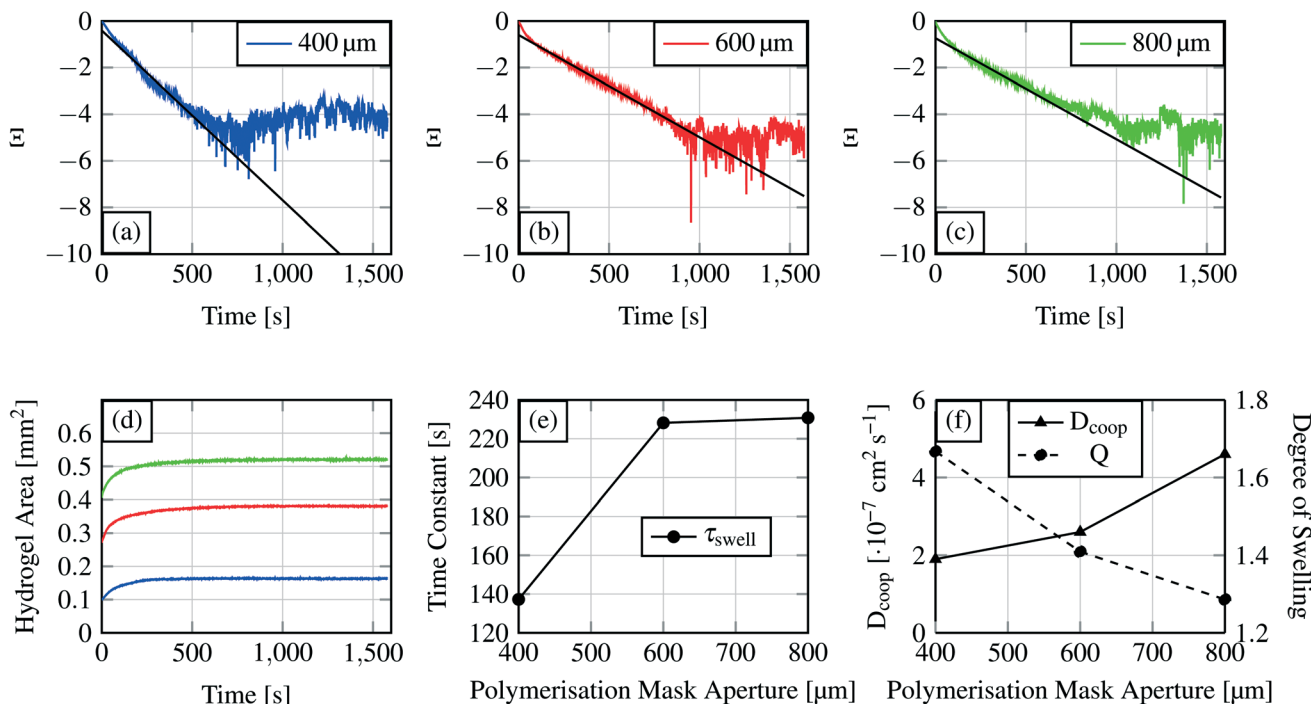 0
−2
−4
−6
−8
−10
Ξ
400 µm
(a)
0 500 1,000 1,500
Time [s]
0
−2
−4
−6
−8
−10
Ξ
600 µm
(b)
0 500 1,000 1,500
Time [s]
0
−2
−4
−6
−8
−10
Ξ
800 µm
(c)
0 500 1,000 1,500
Time [s]
Hydrogel Area [mm²]
0.6
0.5
0.4
0.3
0.2
0.1
0
(d)
0 500 1,000 1,500
Time [s]
Time Constant [s]
240
220
200
180
160
140
120
(e)
τswell
400 500 600 700 800
Polymerisation Mask Aperture [µm]
Dcoop [·10⁻⁷ cm² s⁻¹]
6
4
2
0
(f)
Dcoop
Q
1.8
1.6
1.4
1.2
Degree of Swelling
400 500 600 700 800
Polymerisation Mask Aperture [µm]